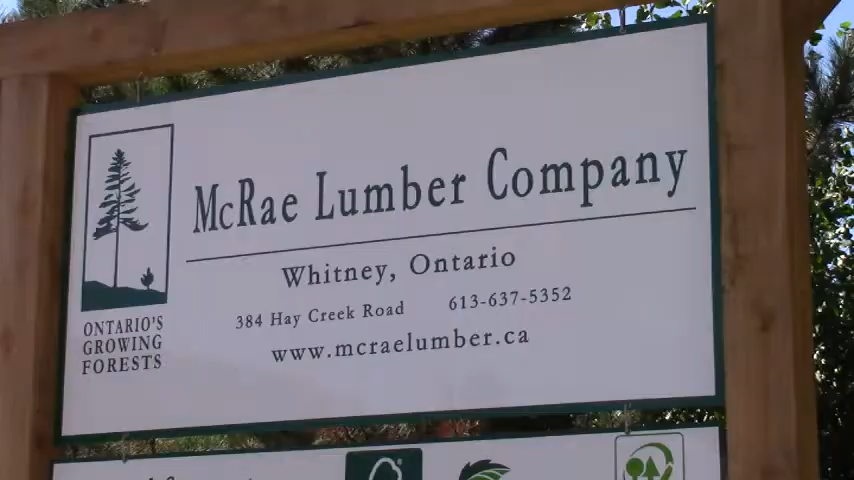 McRae Lumber Company
Whitney, Ontario
384 Hay Creek Road 613-637-5352
www.mcraelumber.ca
ONTARIO'S
GROWING
FORESTS